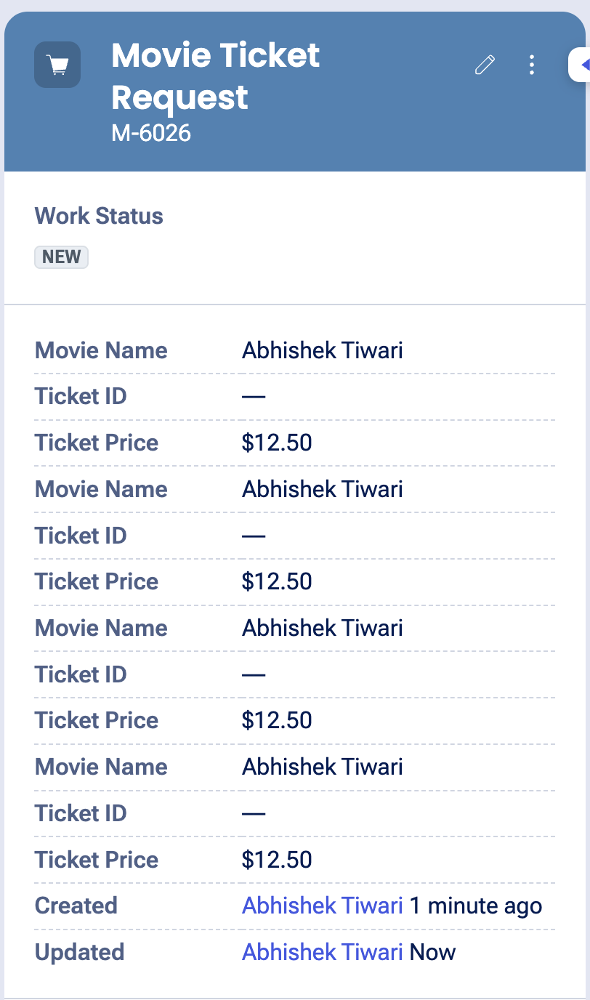 Movie Ticket
Request
M-6026
Work Status
NEW
Movie Name Abhishek Tiwari
Ticket ID —
Ticket Price $12.50
Movie Name Abhishek Tiwari
Ticket ID —
Ticket Price $12.50
Movie Name Abhishek Tiwari
Ticket ID —
Ticket Price $12.50
Movie Name Abhishek Tiwari
Ticket ID —
Ticket Price $12.50
Created Abhishek Tiwari 1 minute ago
Updated Abhishek Tiwari Now